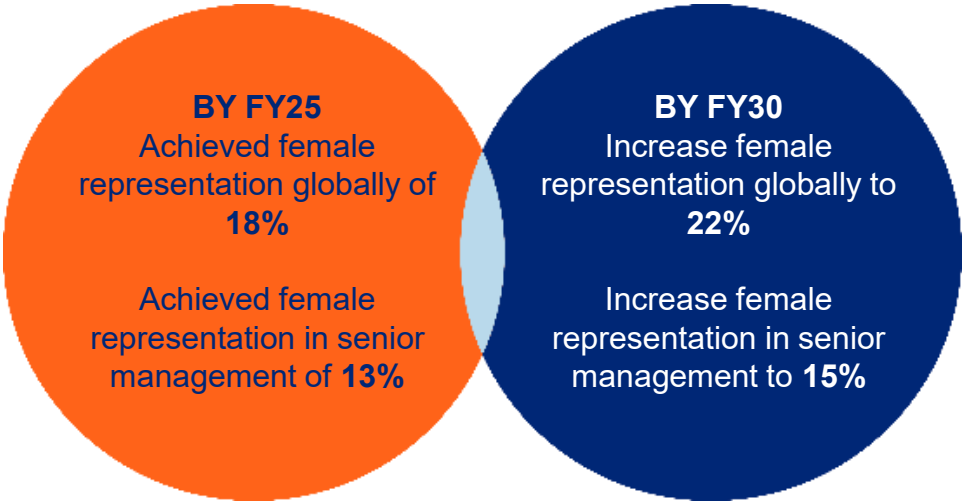 BY FY25
Achieved female
representation globally of
18%
Achieved female
representation in senior
management of 13%
BY FY30
Increase female
representation globally to
22%
Increase female
representation in senior
management to 15%